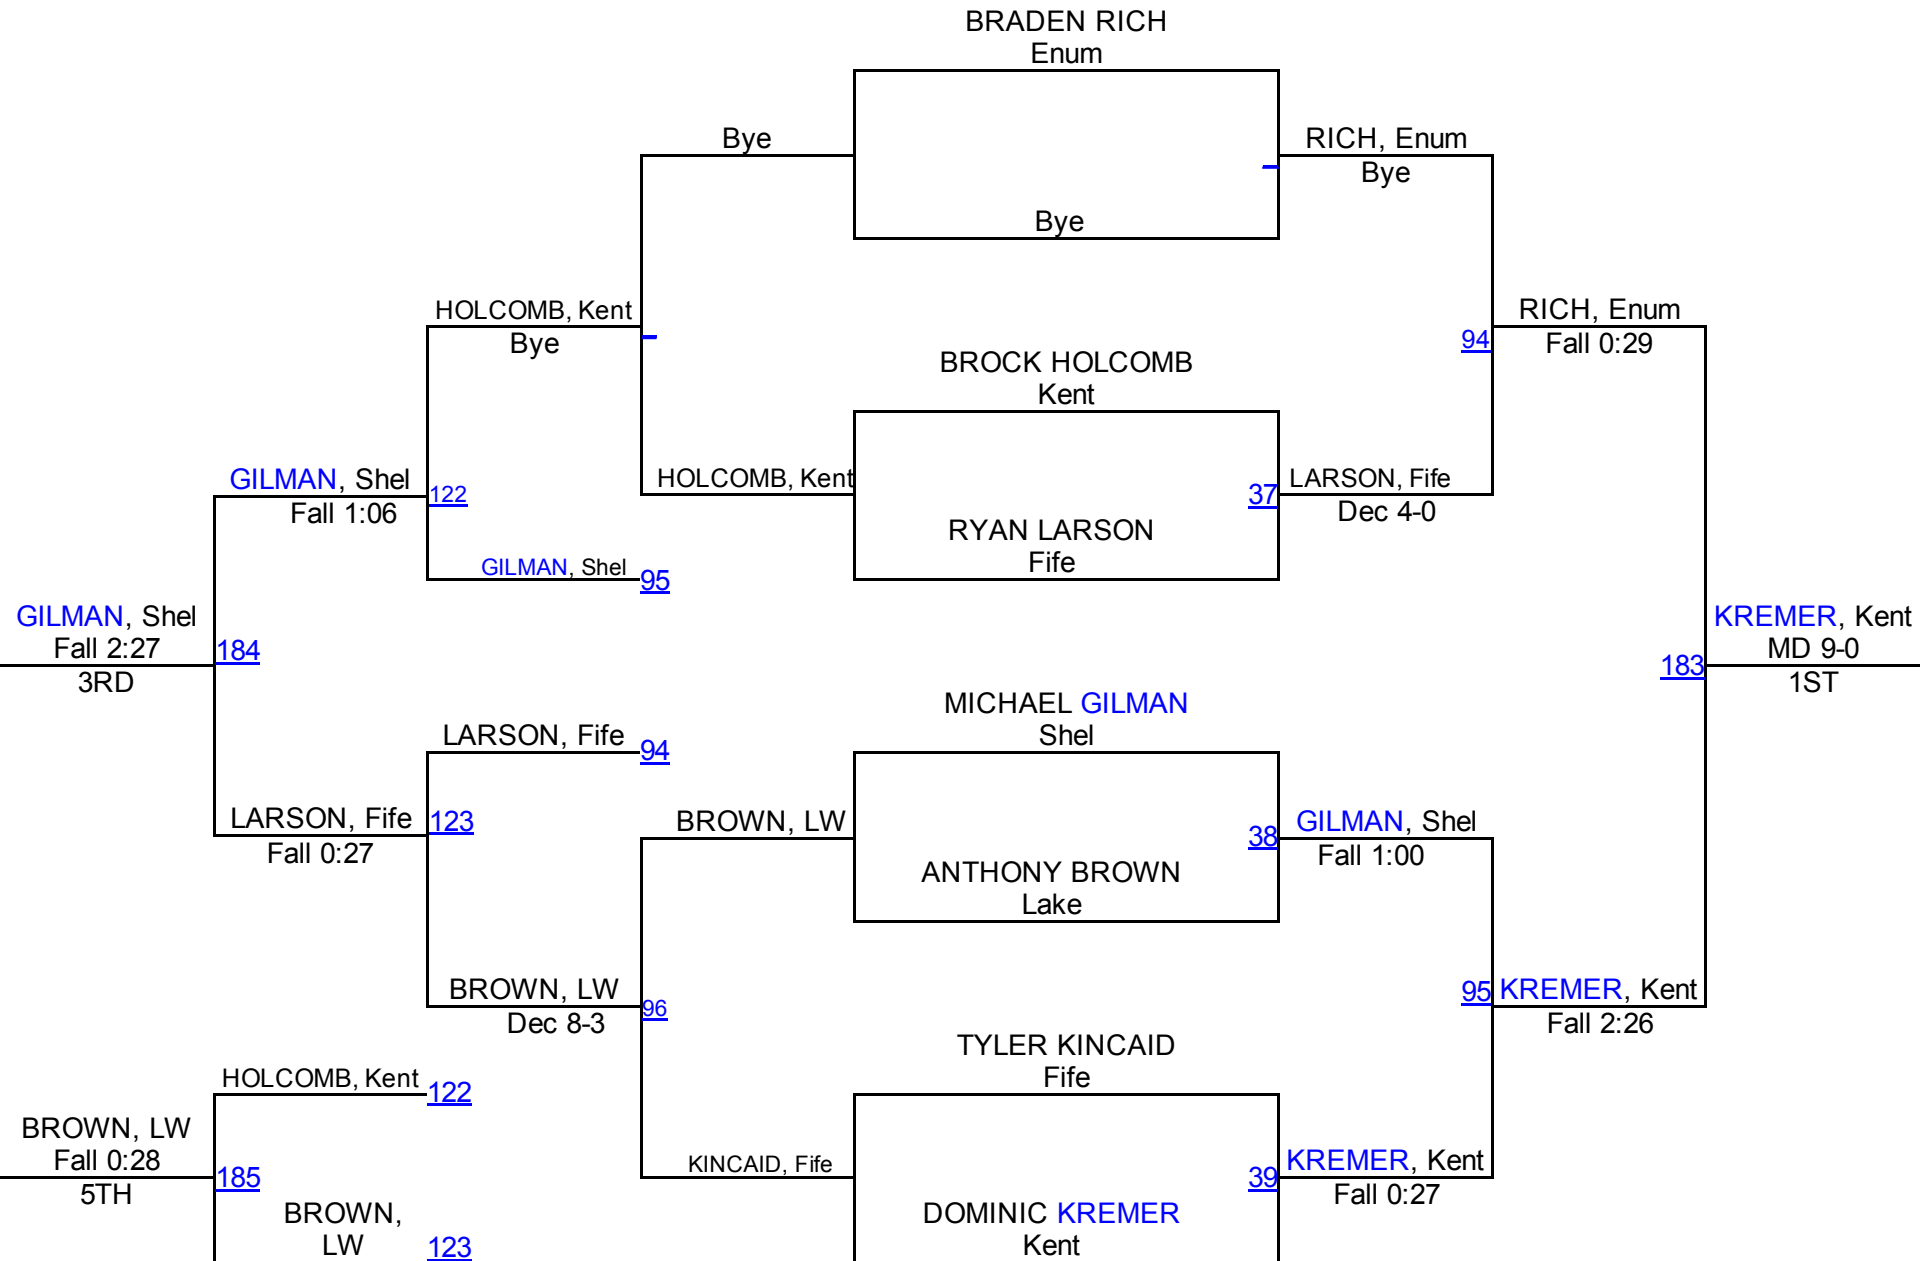 BRADEN RICH
Enum
Bye
RICH, Enum
Bye
Bye
HOLCOMB, Kent
Bye
RICH, Enum
94
Fall 0:29
BROCK HOLCOMB
Kent
GILMAN, Shel
122
Fall 1:06
HOLCOMB, Kent
37
LARSON, Fife
Dec 4-0
RYAN LARSON
Fife
GILMAN, Shel
95
GILMAN, Shel
Fall 2:27
184
3RD
KREMER, Kent
MD 9-0
183
1ST
MICHAEL GILMAN
Shel
LARSON, Fife
94
LARSON, Fife
123
Fall 0:27
BROWN, LW
38
GILMAN, Shel
Fall 1:00
ANTHONY BROWN
Lake
BROWN, LW
96
Dec 8-3
95
KREMER, Kent
Fall 2:26
TYLER KINCAID
Fife
HOLCOMB, Kent
122
BROWN, LW
Fall 0:28
185
5TH
KINCAID, Fife
39
KREMER, Kent
Fall 0:27
BROWN,
LW
123
DOMINIC KREMER
Kent